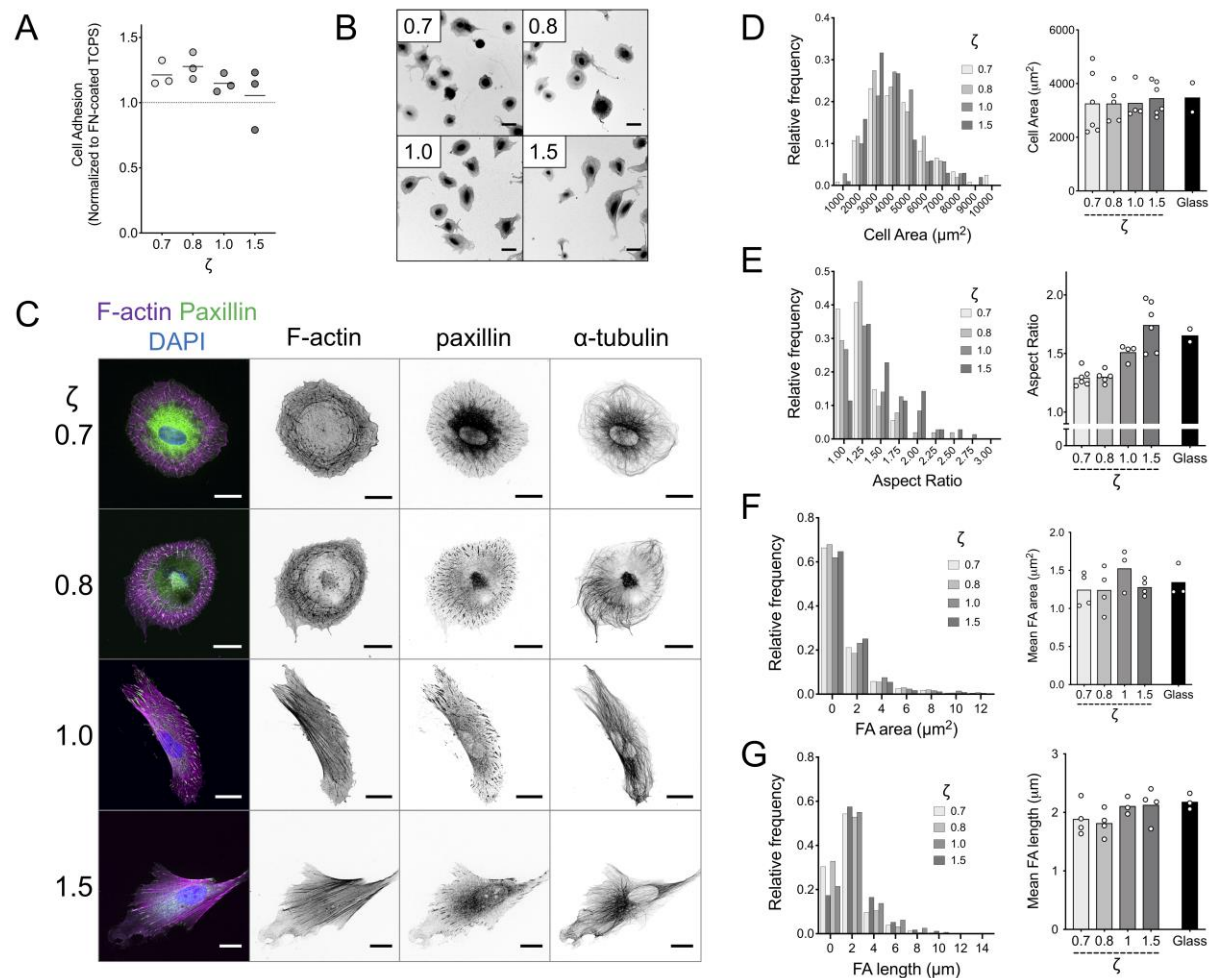 A
Cell Adhesion
(Normalized to FN-coated TCPS)
1.5
1.0
0.5
0.0
0.7 0.8 1.0 1.5
ζ
B
0.7
0.8
1.0
1.5
C
F-actin Paxillin
DAPI
F-actin
paxillin
α-tubulin
ζ
0.7
0.8
1.0
1.5
D
Relative frequency
0.4
0.3
0.2
0.1
0.0
1000 2000 3000 4000 5000 6000 7000 8000 9000 10000
Cell Area (μm²)
ζ
0.7
0.8
1.0
1.5
Cell Area (μm²)
6000
4000
2000
0
0.7 0.8 1.0 1.5 Glass
ζ
E
Relative frequency
0.5
0.4
0.3
0.2
0.1
0.0
1.00 1.25 1.50 1.75 2.00 2.25 2.50 2.75 3.00
Aspect Ratio
ζ
0.7
0.8
1.0
1.5
Aspect Ratio
2.0
1.5
1.0
0
0.7 0.8 1.0 1.5 Glass
ζ
F
Relative frequency
0.8
0.6
0.4
0.2
0.0
0 2 4 6 8 10 12
FA area (μm²)
ζ
0.7
0.8
1.0
1.5
Mean FA area (μm²)
2.0
1.5
1.0
0.5
0.0
0.7 0.8 1 1.5 Glass
ζ
G
Relative frequency
0.8
0.6
0.4
0.2
0.0
0 2 4 6 8 10 12 14
FA length (μm)
ζ
0.7
0.8
1.0
1.5
Mean FA length (μm)
3
2
1
0
0.7 0.8 1 1.5 Glass
ζ